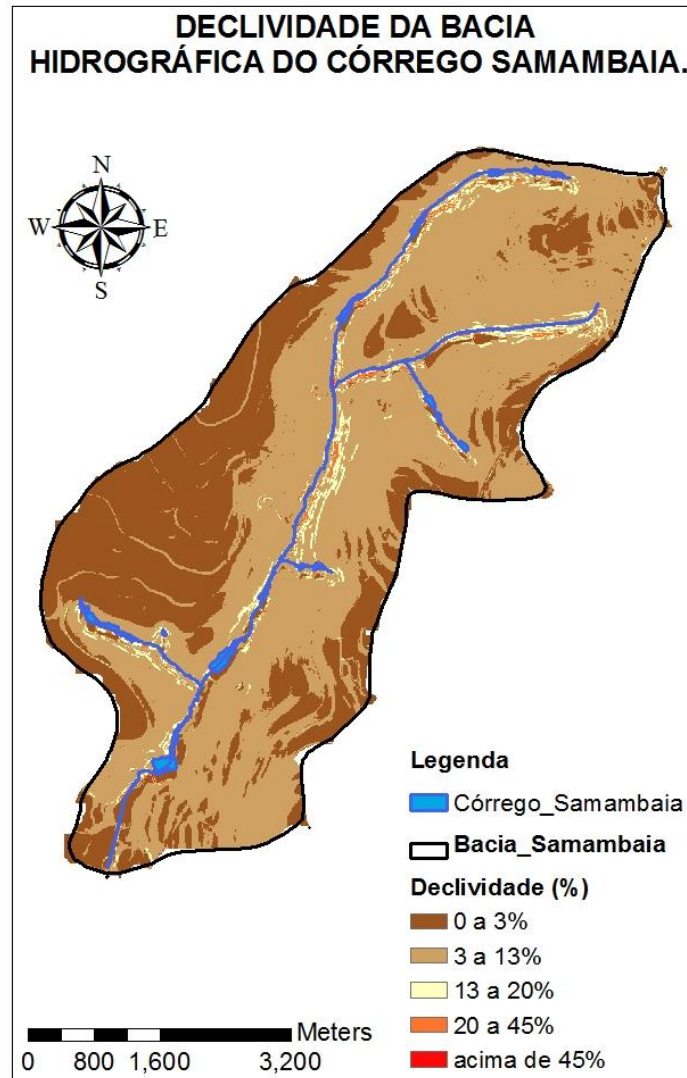 DECLIVIDADE DA BACIA
HIDROGRÁFICA DO CÓRREGO SAMAMBAIA.
N
W E
S
Legenda
Córrego_Samambaia
Bacia_Samambaia
Declividade (%)
0 a 3%
3 a 13%
13 a 20%
20 a 45%
acima de 45%
Meters
0 800 1,600 3,200